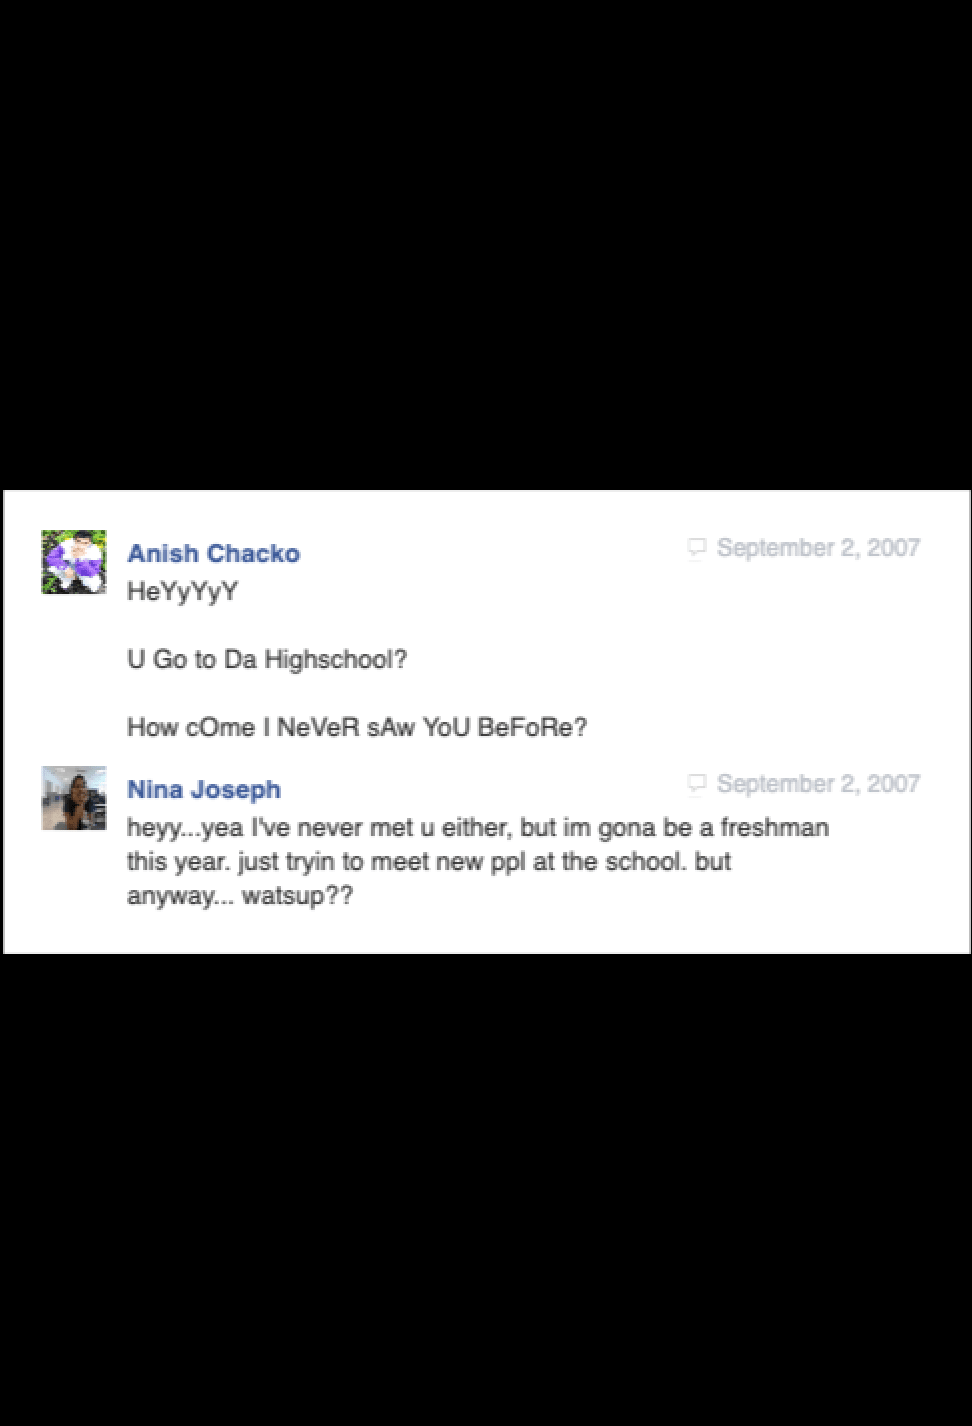 Anish Chacko
September 2, 2007
HeYyYyY
U Go to Da Highschool?
How cOme I NeVeR sAw YoU BeFoRe?
Nina Joseph
September 2, 2007
heyy...yea I've never met u either, but im gona be a freshman
this year. just tryin to meet new ppl at the school. but
anyway... watsup??